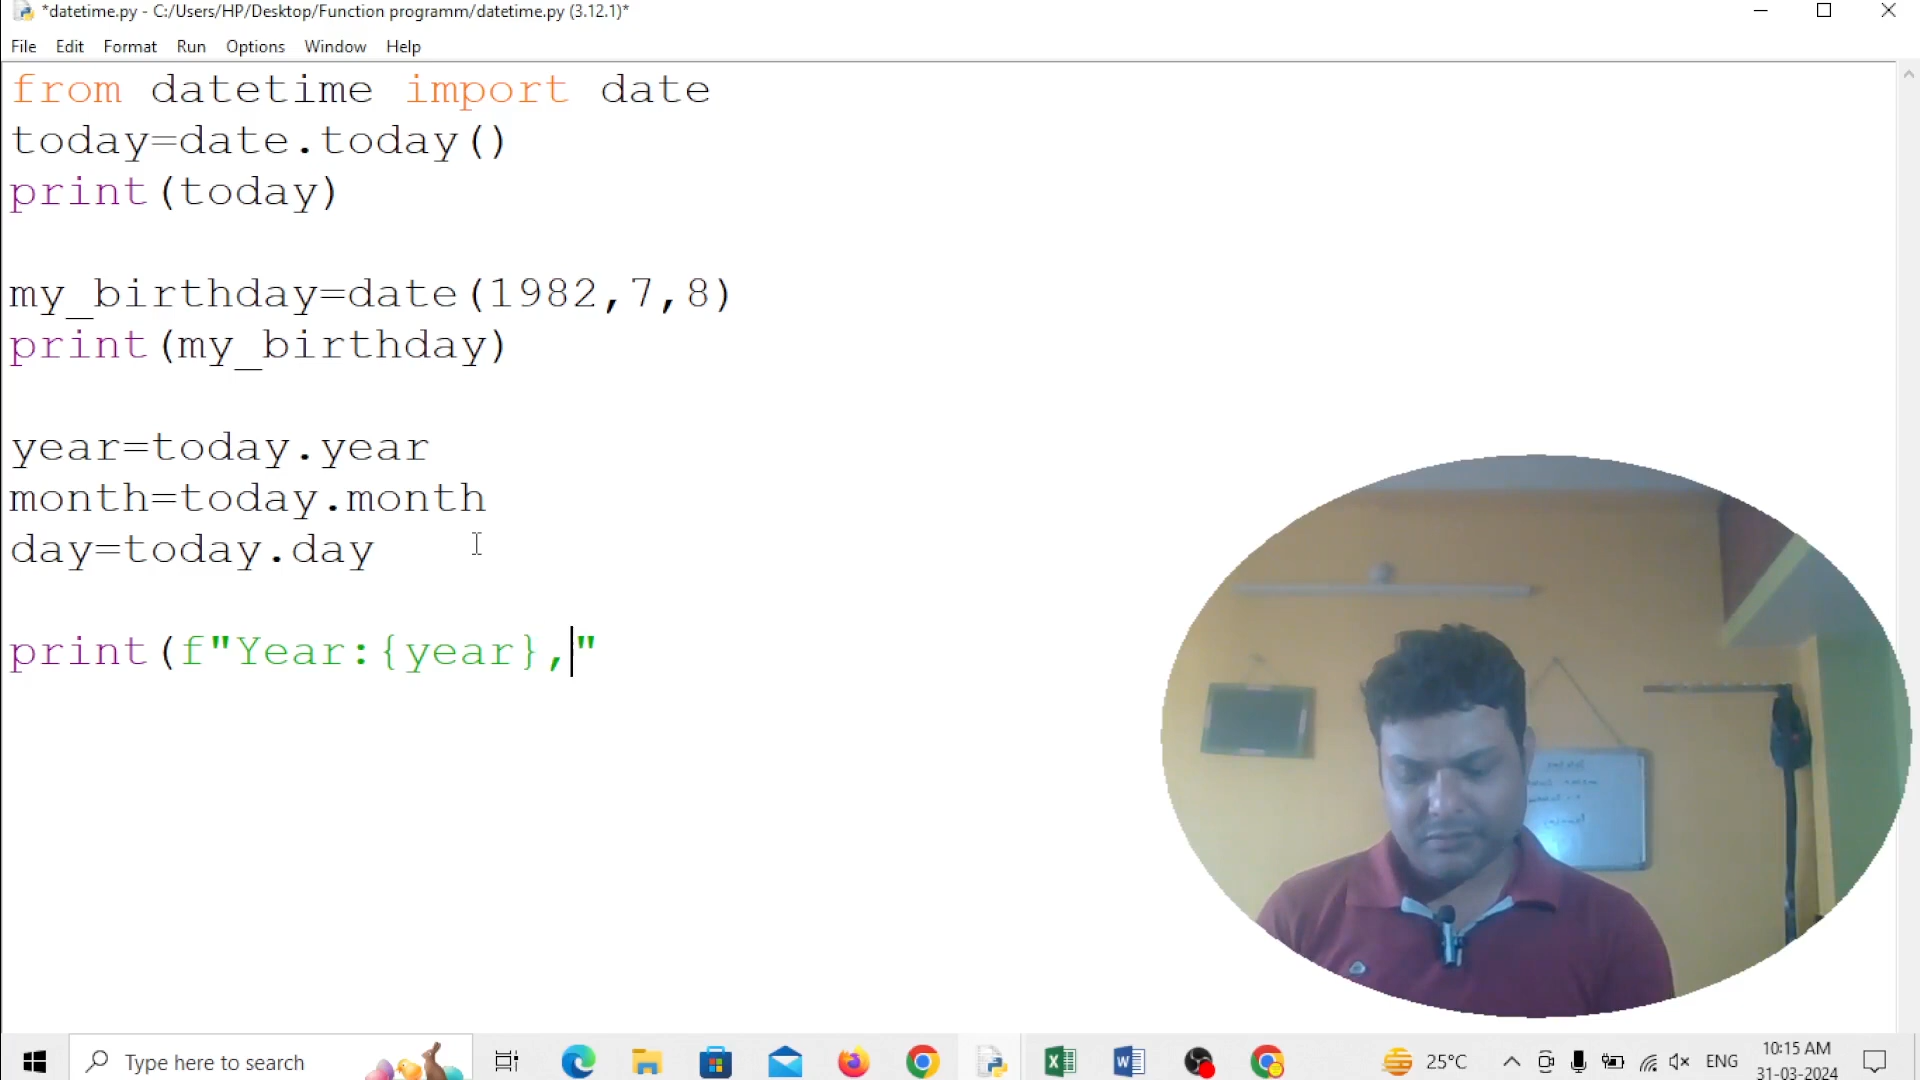 *datetime.py - C:/Users/HP/Desktop/Function programm/datetime.py (3.12.1)*
File Edit Format Run Options Window Help
from datetime import date
today=date.today()
print(today)
my_birthday=date(1982,7,8)
print(my_birthday)
year=today.year
month=today.month
day=today.day
print(f"Year:{year},"
Type here to search
25°C
ENG
10:15 AM
31-03-2024